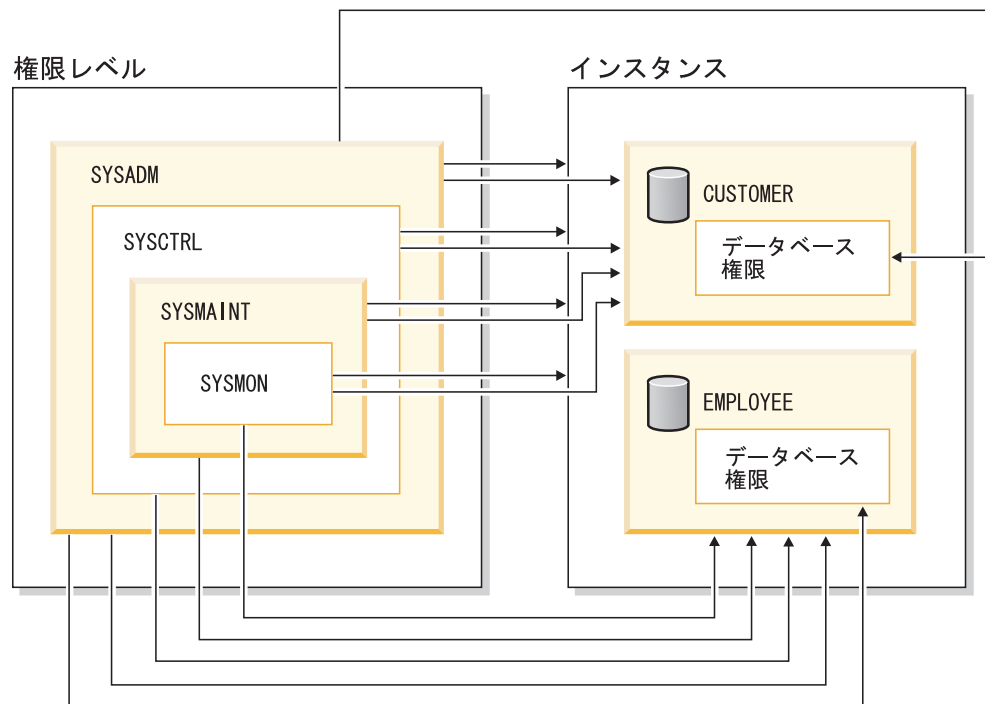 権限レベル
SYSADM
SYSCTRL
SYSMAINT
SYSMON
インスタンス
CUSTOMER
データベース
権限
EMPLOYEE
データベース
権限